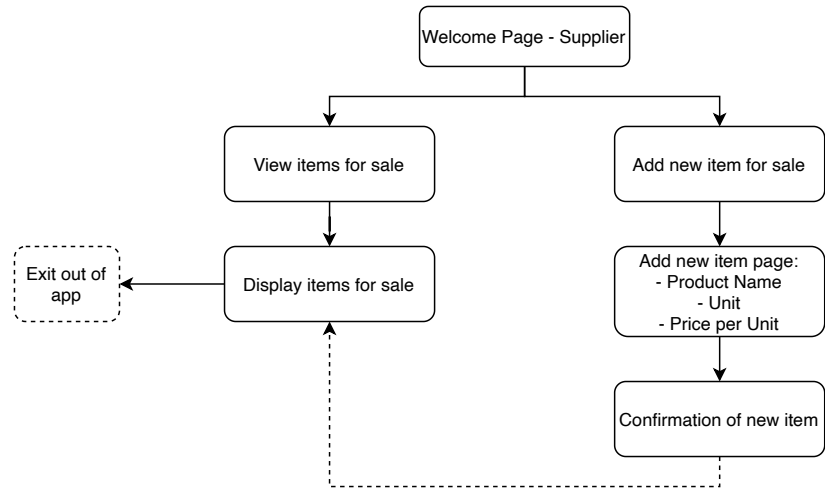 Welcome Page - Supplier
View items for sale
Add new item for sale
Exit out of
app
Display items for sale
Add new item page:
- Product Name
- Unit
- Price per Unit
Confirmation of new item